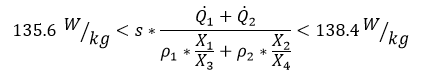 135.6 W/kg < s * (Q̇₁ + Q̇₂) / (ρ₁ * X₁/X₃ + ρ₂ * X₂/X₄) < 138.4 W/kg